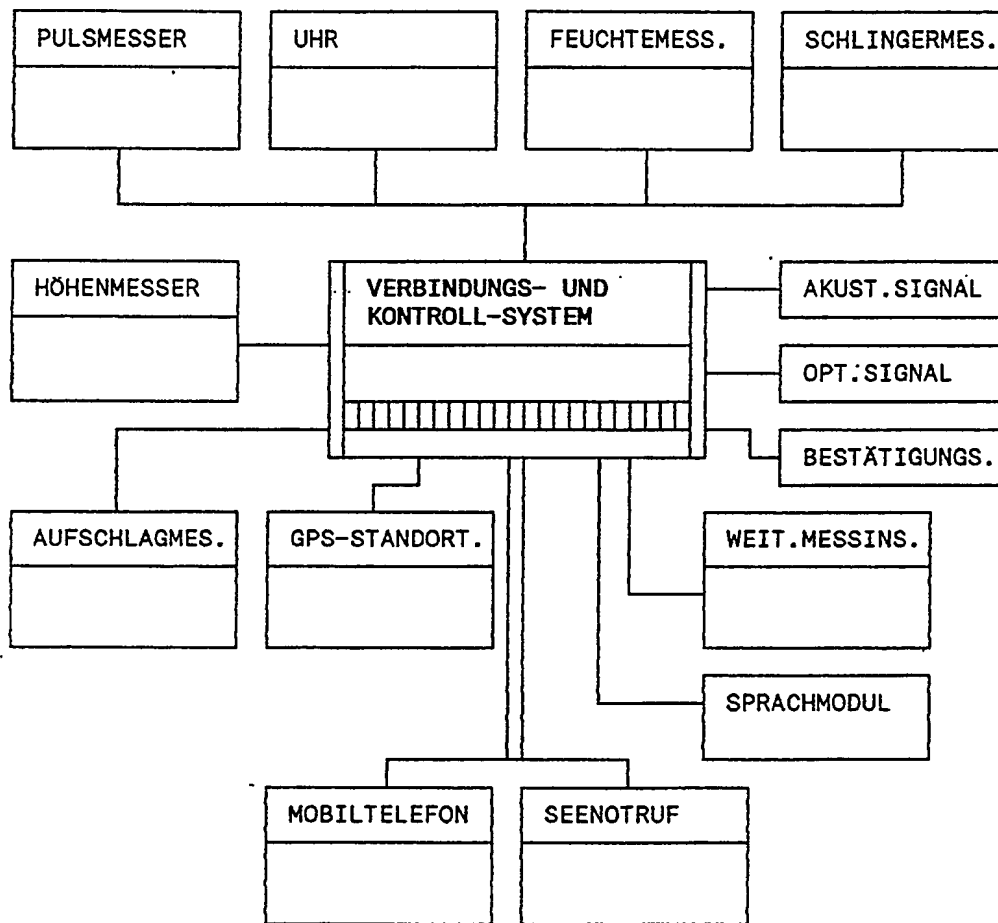 PULSMESSER
UHR
FEUCHTEMESS.
SCHLINGERMES.
HÖHENMESSER
VERBINDUNGS- UND
KONTROLL-SYSTEM
AKUST.SIGNAL
OPT.SIGNAL
BESTÄTIGUNGS.
AUFSCHLAGMES.
GPS-STANDORT.
WEIT.MESSINS.
SPRACHMODUL
MOBILTELEFON
SEENOTRUF